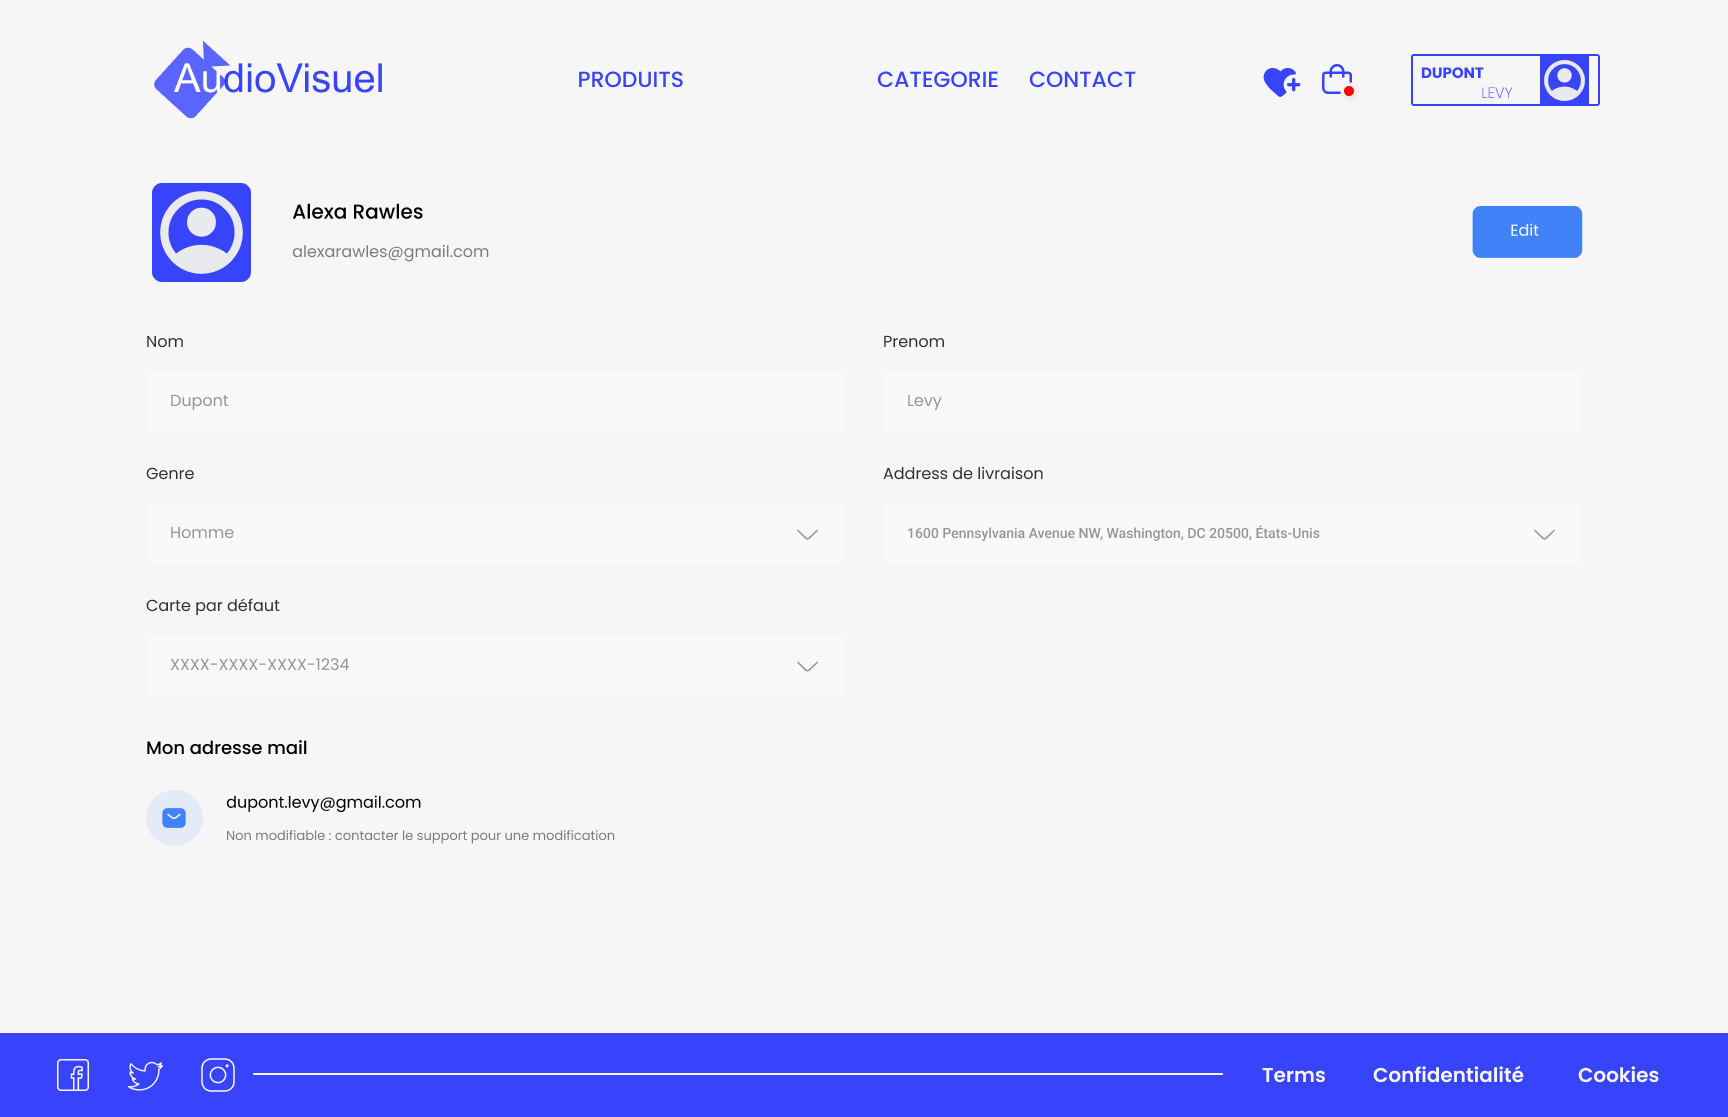 AudioVisuel
PRODUITS
CATEGORIE
CONTACT
DUPONT
LEVY
Alexa Rawles
alexarawles@gmail.com
Edit
Nom
Prenom
Dupont
Levy
Genre
Address de livraison
Homme
1600 Pennsylvania Avenue NW, Washington, DC 20500, États-Unis
Carte par défaut
XXXX-XXXX-XXXX-1234
Mon adresse mail
dupont.levy@gmail.com
Non modifiable : contacter le support pour une modification
Terms
Confidentialité
Cookies